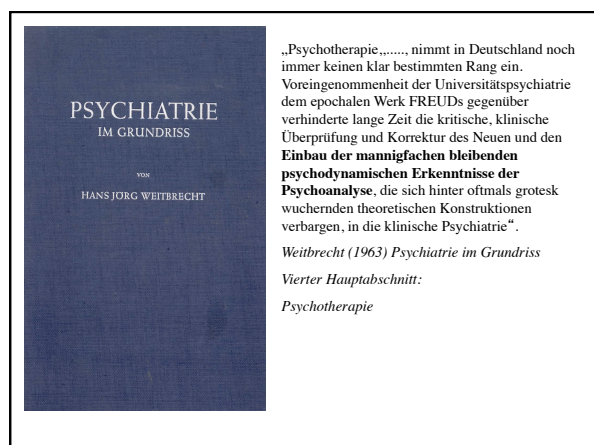 PSYCHIATRIE
IM GRUNDRISS
VON
HANS JÖRG WEITBRECHT
„Psychotherapie„....., nimmt in Deutschland noch
immer keinen klar bestimmten Rang ein.
Voreingenommenheit der Universitätspsychiatrie
dem epochalen Werk FREUDs gegenüber
verhinderte lange Zeit die kritische, klinische
Überprüfung und Korrektur des Neuen und den
Einbau der mannigfachen bleibenden
psychodynamischen Erkenntnisse der
Psychoanalyse, die sich hinter oftmals grotesk
wuchernden theoretischen Konstruktionen
verbargen, in die klinische Psychiatrie“.
Weitbrecht (1963) Psychiatrie im Grundriss
Vierter Hauptabschnitt:
Psychotherapie